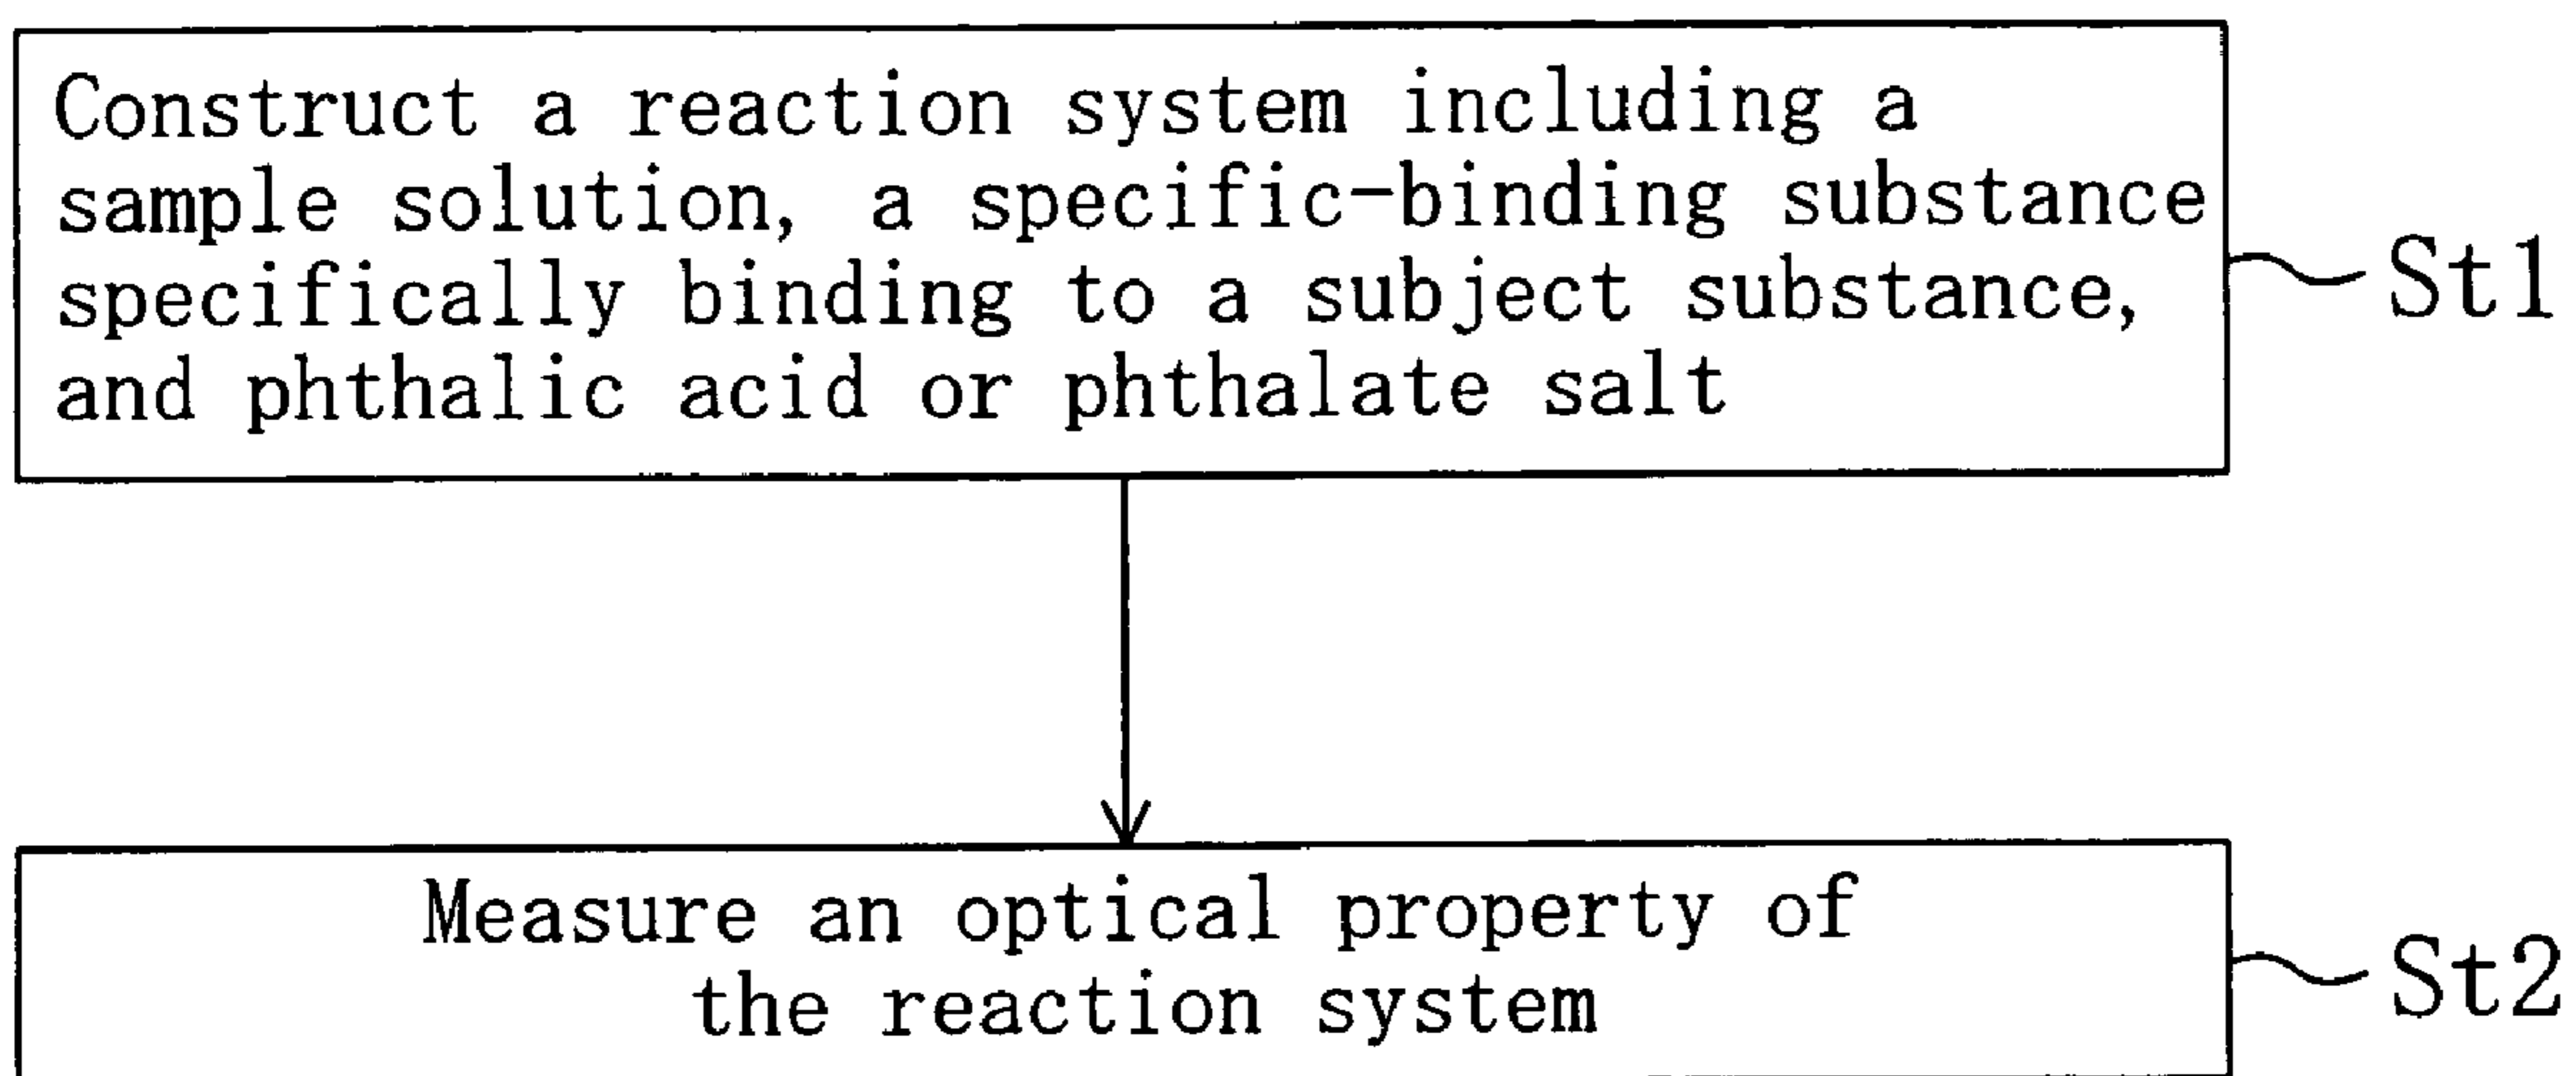 Construct a reaction system including a
sample solution, a specific-binding substance
specifically binding to a subject substance,
and phthalic acid or phthalate salt
St1
Measure an optical property of
the reaction system
St2